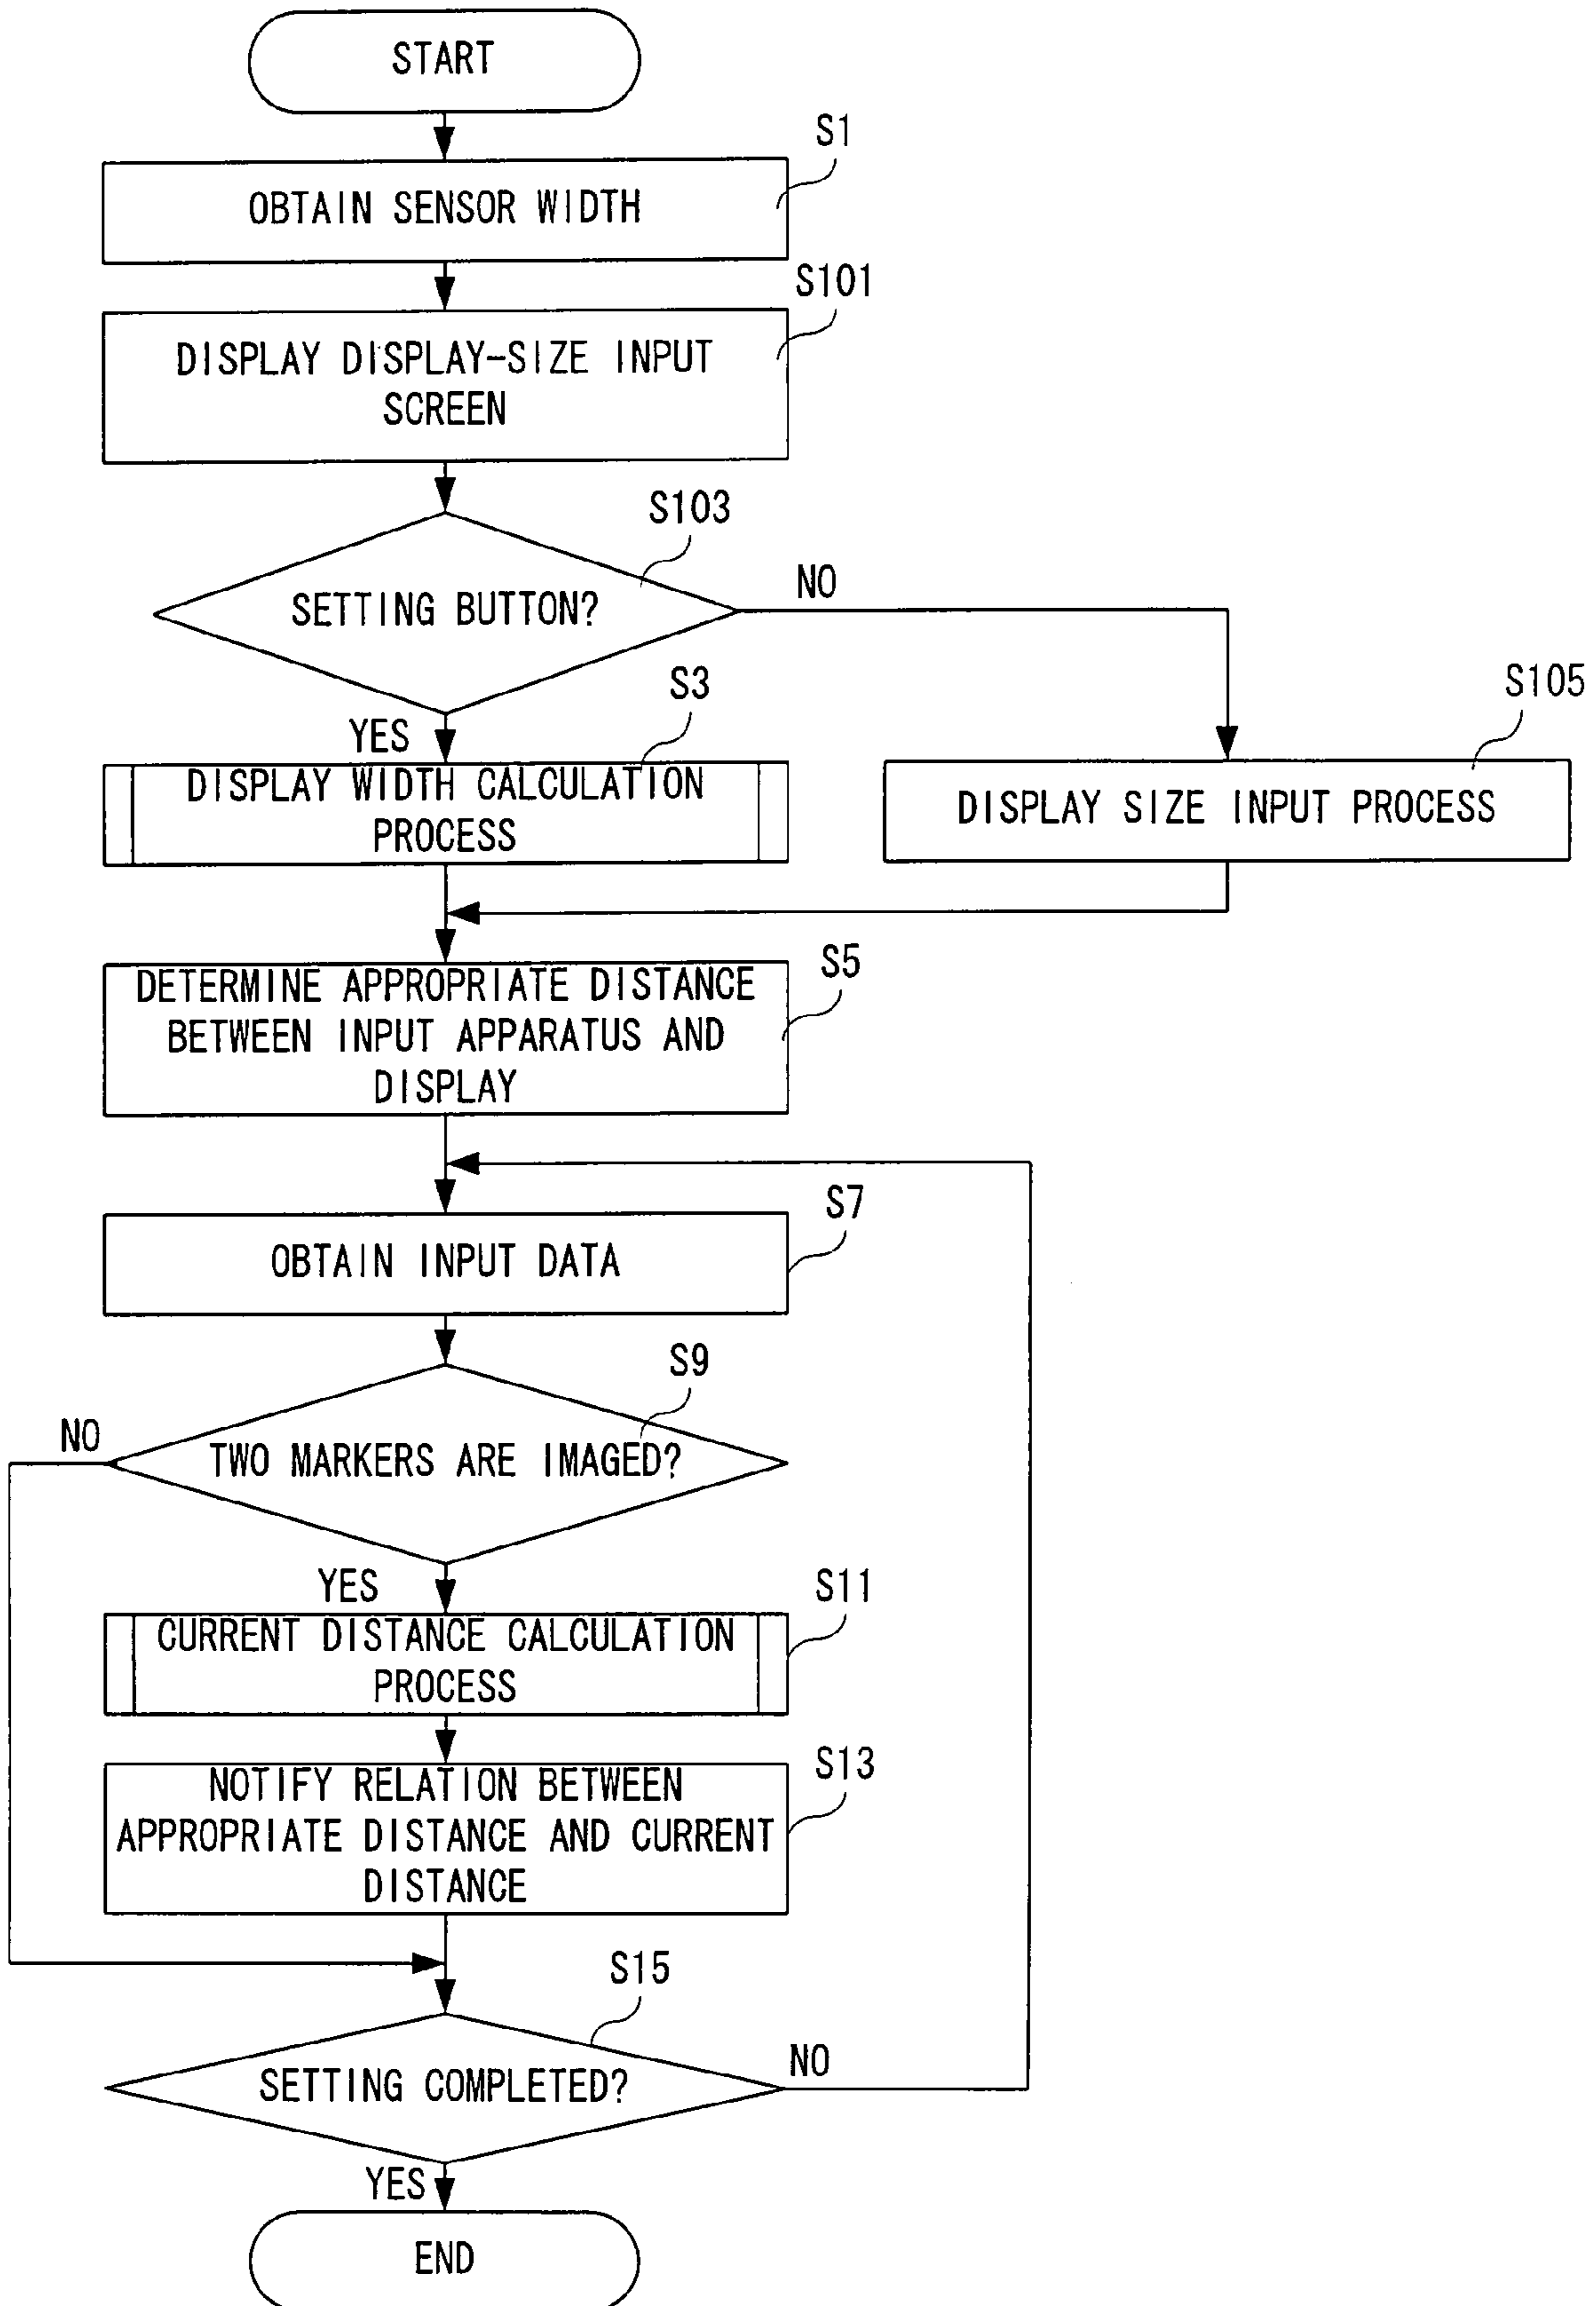 START
S1
OBTAIN SENSOR WIDTH
S101
DISPLAY DISPLAY-SIZE INPUT
SCREEN
S103
SETTING BUTTON?
NO
YES
S3
S105
DISPLAY WIDTH CALCULATION
PROCESS
DISPLAY SIZE INPUT PROCESS
S5
DETERMINE APPROPRIATE DISTANCE
BETWEEN INPUT APPARATUS AND
DISPLAY
S7
OBTAIN INPUT DATA
S9
NO
TWO MARKERS ARE IMAGED?
YES
S11
CURRENT DISTANCE CALCULATION
PROCESS
S13
NOTIFY RELATION BETWEEN
APPROPRIATE DISTANCE AND CURRENT
DISTANCE
S15
SETTING COMPLETED?
NO
YES
END